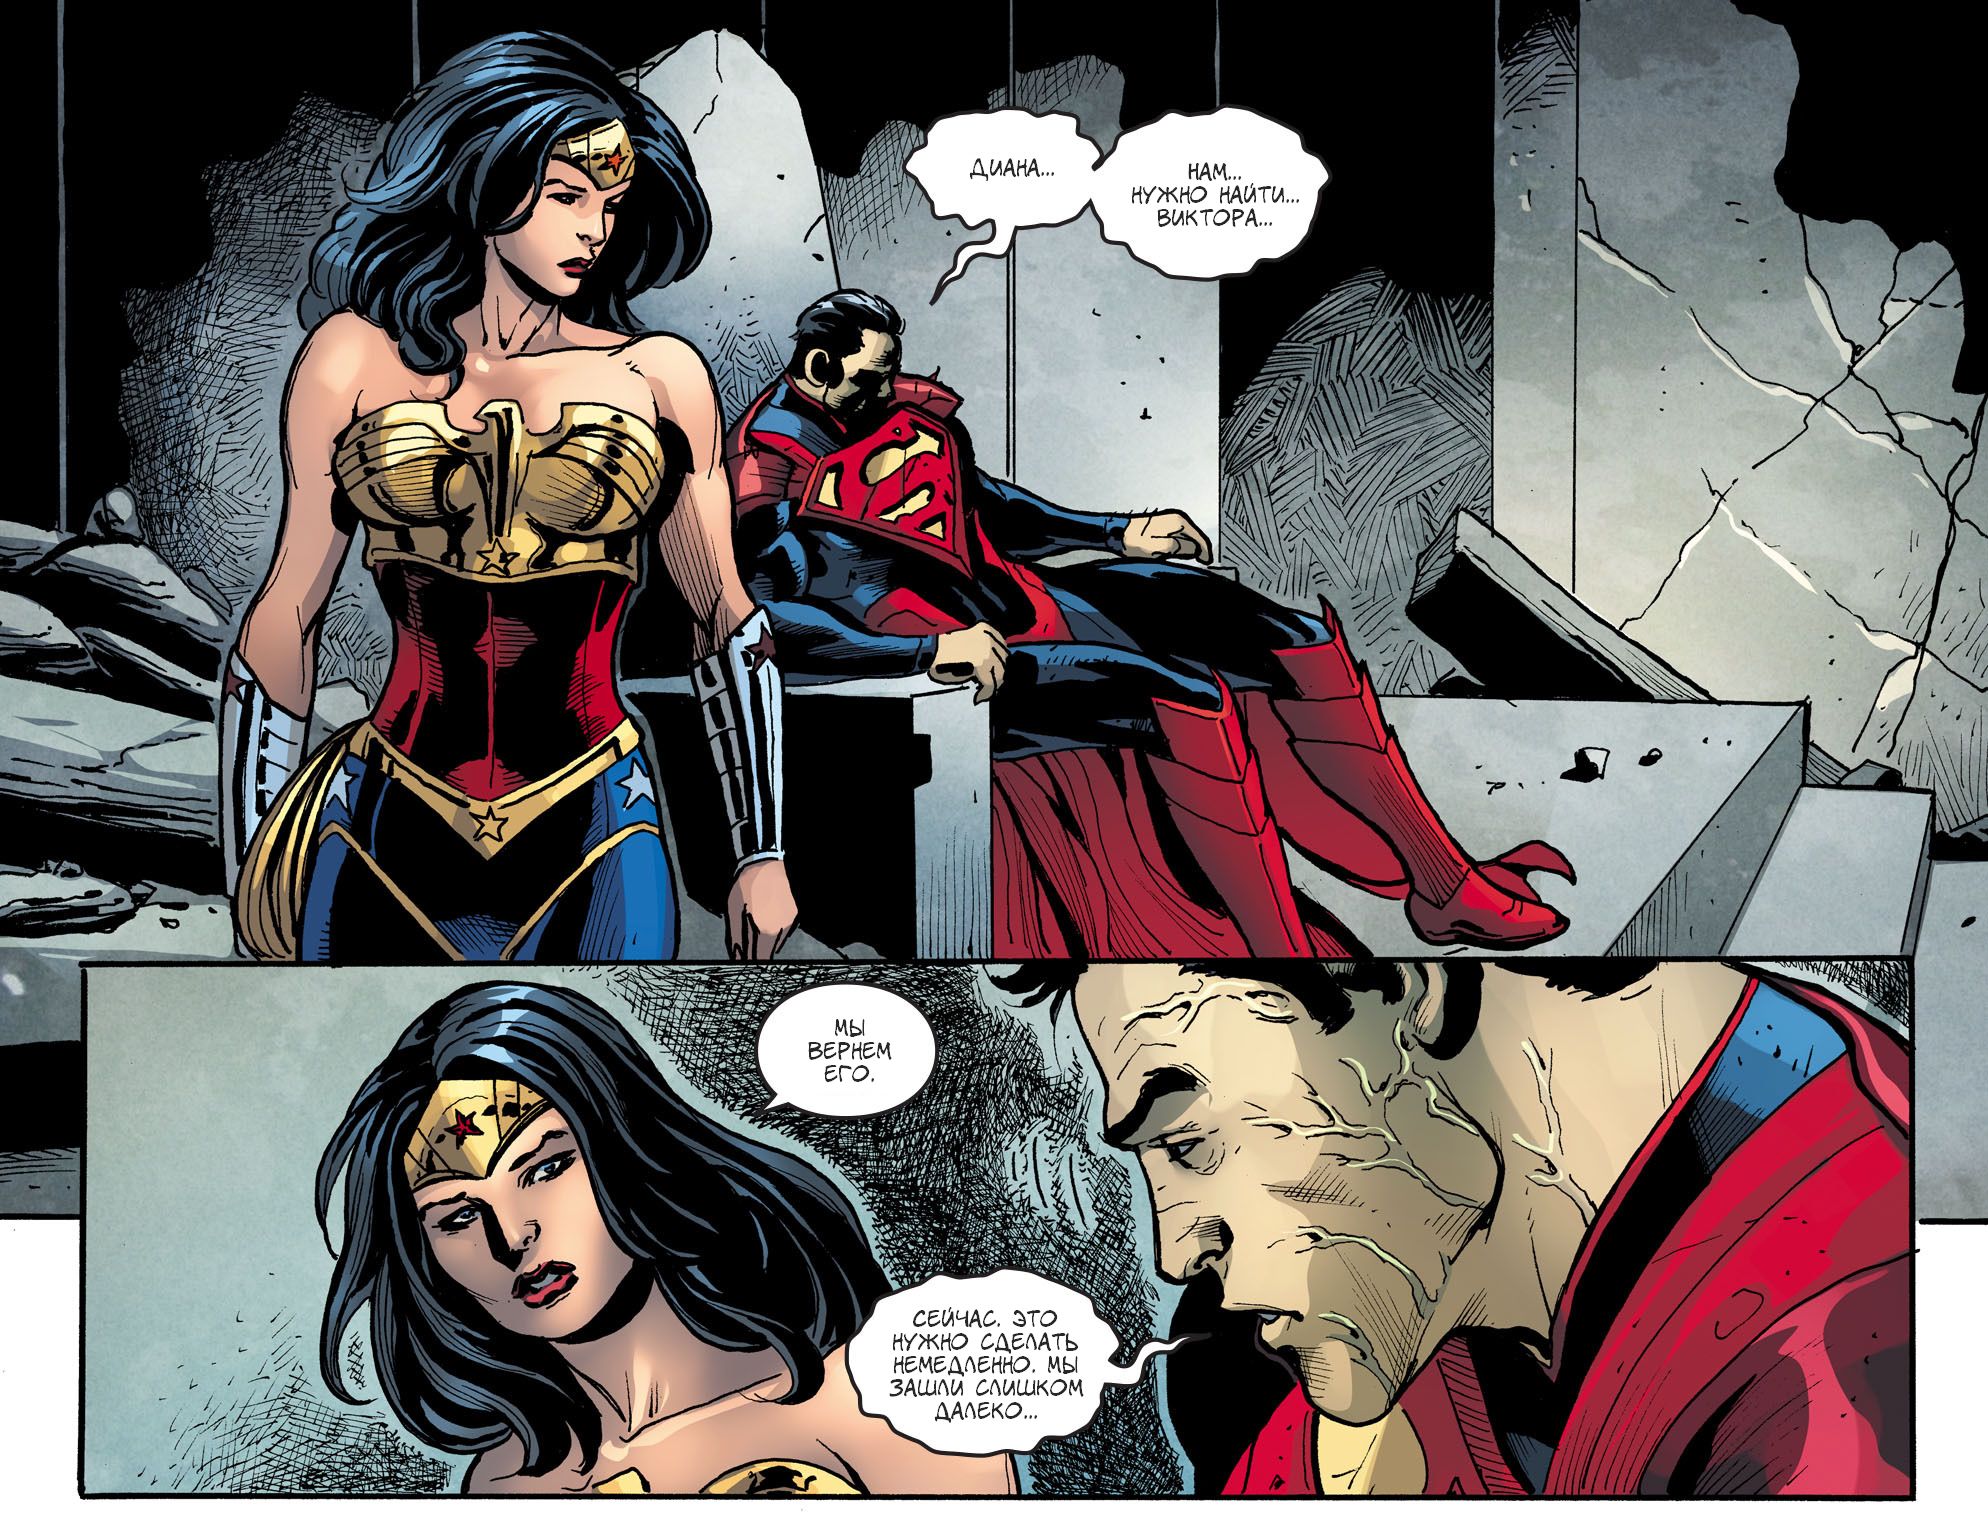 ДИАНА...
НАМ...
НУЖНО НАЙТИ...
ВИКТОРА...
МЫ
ВЕРНЕМ
ЕГО.
СЕЙЧАС. ЭТО
НУЖНО СДЕЛАТЬ
НЕМЕДЛЕННО. МЫ
ЗАШЛИ СЛИШКОМ
ДАЛЕКО...